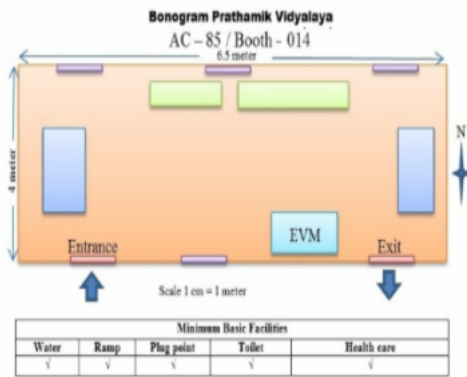 Bonogram Prathamik Vidyalaya
AC – 85 / Booth - 014
6.5 meter
4 meter
N
EVM
Entrance
Exit
Scale 1 cm = 1 meter
Minimum Basic Facilities
Water Ramp Plug point Toilet Health care
√ √ √ √ √